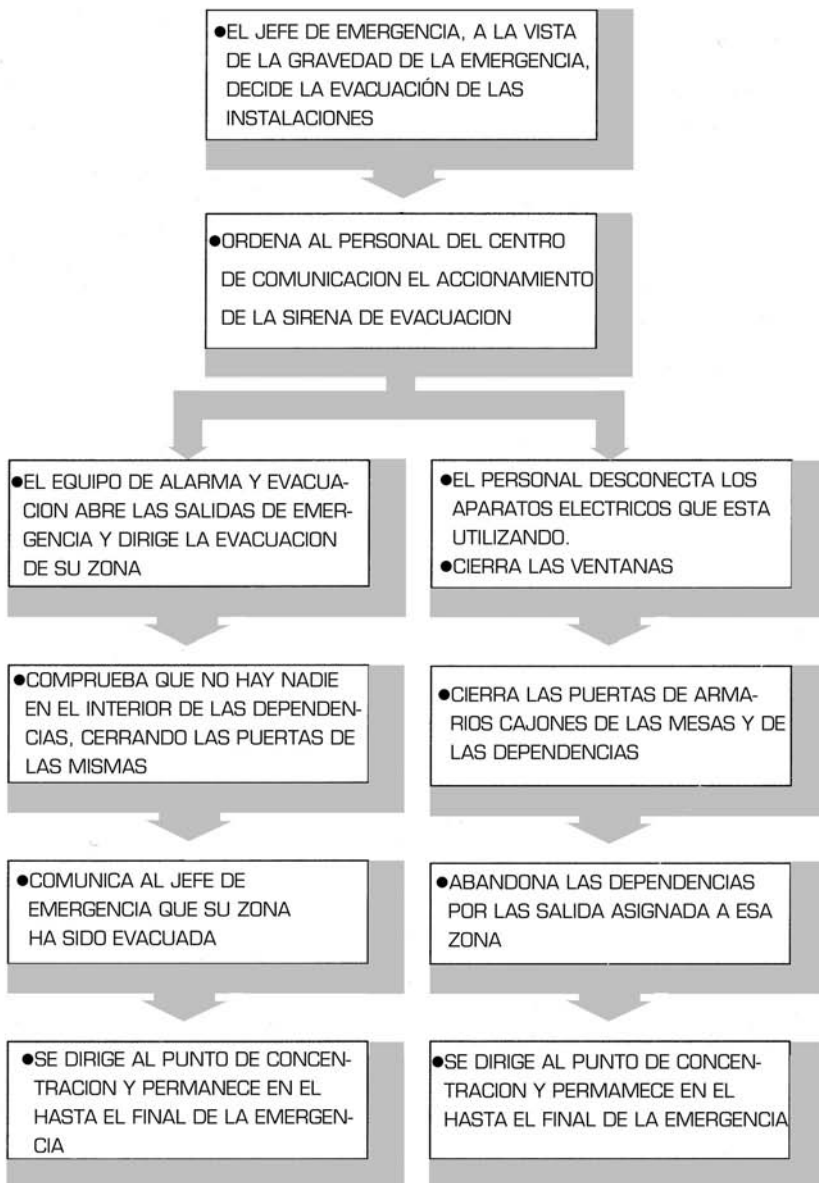 ●EL JEFE DE EMERGENCIA, A LA VISTA
DE LA GRAVEDAD DE LA EMERGENCIA,
DECIDE LA EVACUACIÓN DE LAS
INSTALACIONES
●ORDENA AL PERSONAL DEL CENTRO
DE COMUNICACION EL ACCIONAMIENTO
DE LA SIRENA DE EVACUACION
●EL EQUIPO DE ALARMA Y EVACUA-
CION ABRE LAS SALIDAS DE EMER-
GENCIA Y DIRIGE LA EVACUACION
DE SU ZONA
●COMPRUEBA QUE NO HAY NADIE
EN EL INTERIOR DE LAS DEPENDEN-
CIAS, CERRANDO LAS PUERTAS DE
LAS MISMAS
●COMUNICA AL JEFE DE
EMERGENCIA QUE SU ZONA
HA SIDO EVACUADA
●SE DIRIGE AL PUNTO DE CONCEN-
TRACION Y PERMANECE EN EL
HASTA EL FINAL DE LA EMERGEN-
CIA
●EL PERSONAL DESCONECTA LOS
APARATOS ELECTRICOS QUE ESTA
UTILIZANDO.
●CIERRA LAS VENTANAS
●CIERRA LAS PUERTAS DE ARMA-
RIOS CAJONES DE LAS MESAS Y DE
LAS DEPENDENCIAS
●ABANDONA LAS DEPENDENCIAS
POR LAS SALIDA ASIGNADA A ESA
ZONA
●SE DIRIGE AL PUNTO DE CONCEN-
TRACION Y PERMAMECE EN EL
HASTA EL FINAL DE LA EMERGENCIA